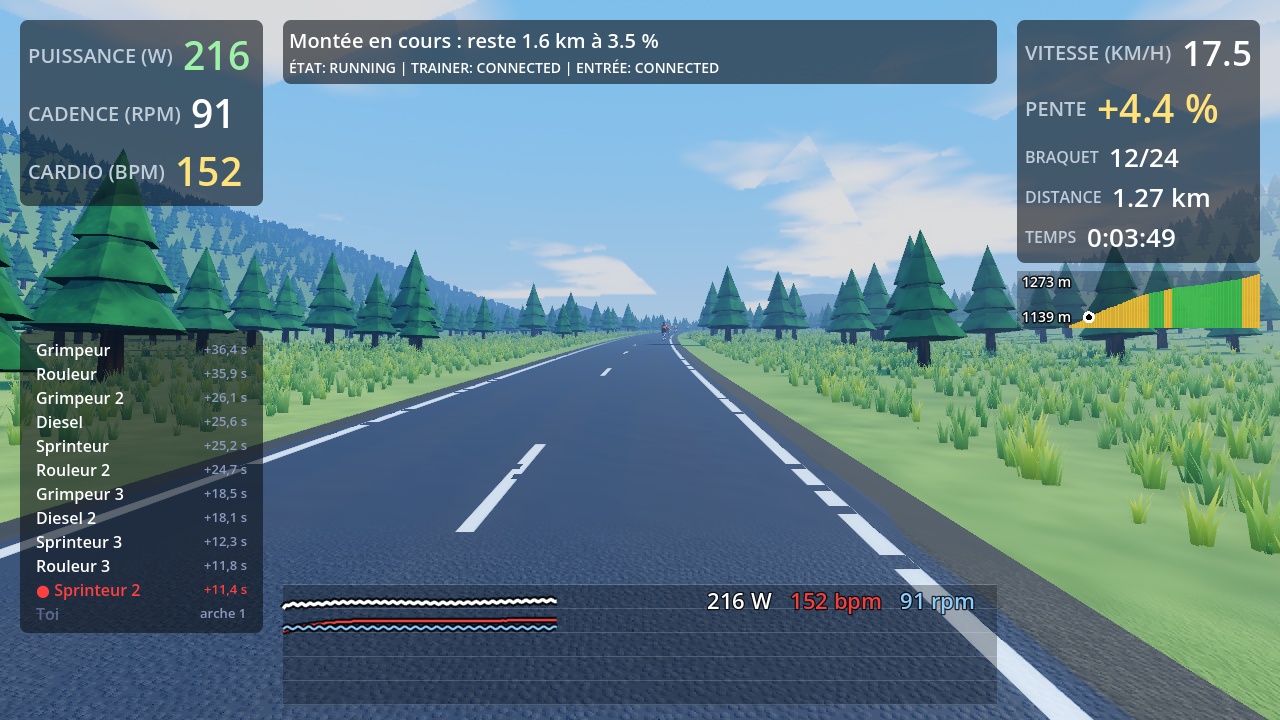 PUISSANCE (W) 216
CADENCE (RPM) 91
CARDIO (BPM) 152
Montée en cours : reste 1.6 km à 3.5 %
ÉTAT: RUNNING | TRAINER: CONNECTED | ENTRÉE: CONNECTED
VITESSE (KM/H) 17.5
PENTE +4.4 %
BRAQUET 12/24
DISTANCE 1.27 km
TEMPS 0:03:49
1273 m
1139 m
Grimpeur +36,4 s
Rouleur +35,9 s
Grimpeur 2 +26,1 s
Diesel +25,6 s
Sprinteur +25,2 s
Rouleur 2 +24,7 s
Grimpeur 3 +18,5 s
Diesel 2 +18,1 s
Sprinteur 3 +12,3 s
Rouleur 3 +11,8 s
Sprinteur 2 +11,4 s
Toi arche 1
216 W 152 bpm 91 rpm